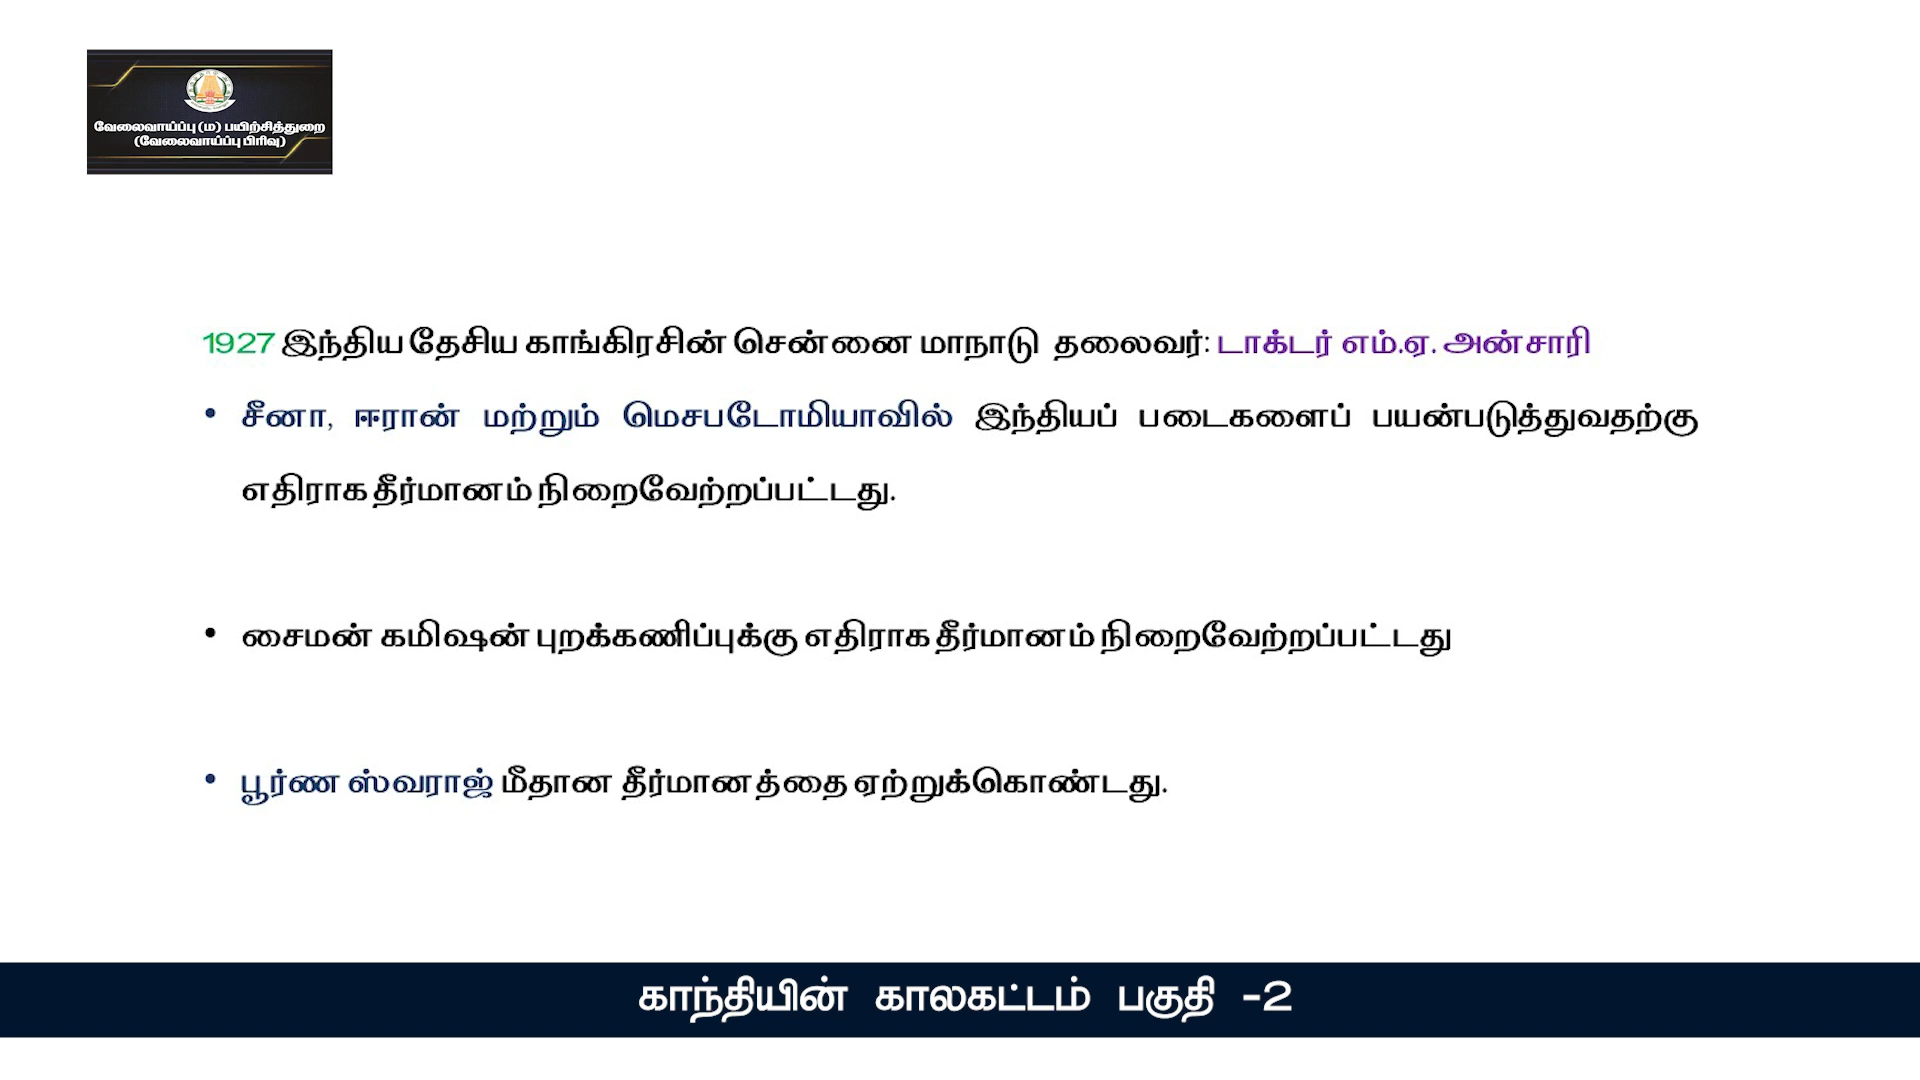 வேலைவாய்ப்பு (ம) பயிற்சித்துறை
(வேலைவாய்ப்பு பிரிவு)
1927 இந்திய தேசிய காங்கிரசின் சென்னை மாநாடு தலைவர்: டாக்டர் எம்.ஏ. அன்சாரி
• சீனா, ஈரான் மற்றும் மெசபடோமியாவில் இந்தியப் படைகளைப் பயன்படுத்துவதற்கு
எதிராக தீர்மானம் நிறைவேற்றப்பட்டது.
• சைமன் கமிஷன் புறக்கணிப்புக்கு எதிராக தீர்மானம் நிறைவேற்றப்பட்டது
• பூர்ண ஸ்வராஜ் மீதான தீர்மானத்தை ஏற்றுக்கொண்டது.
காந்தியின் காலகட்டம் பகுதி -2